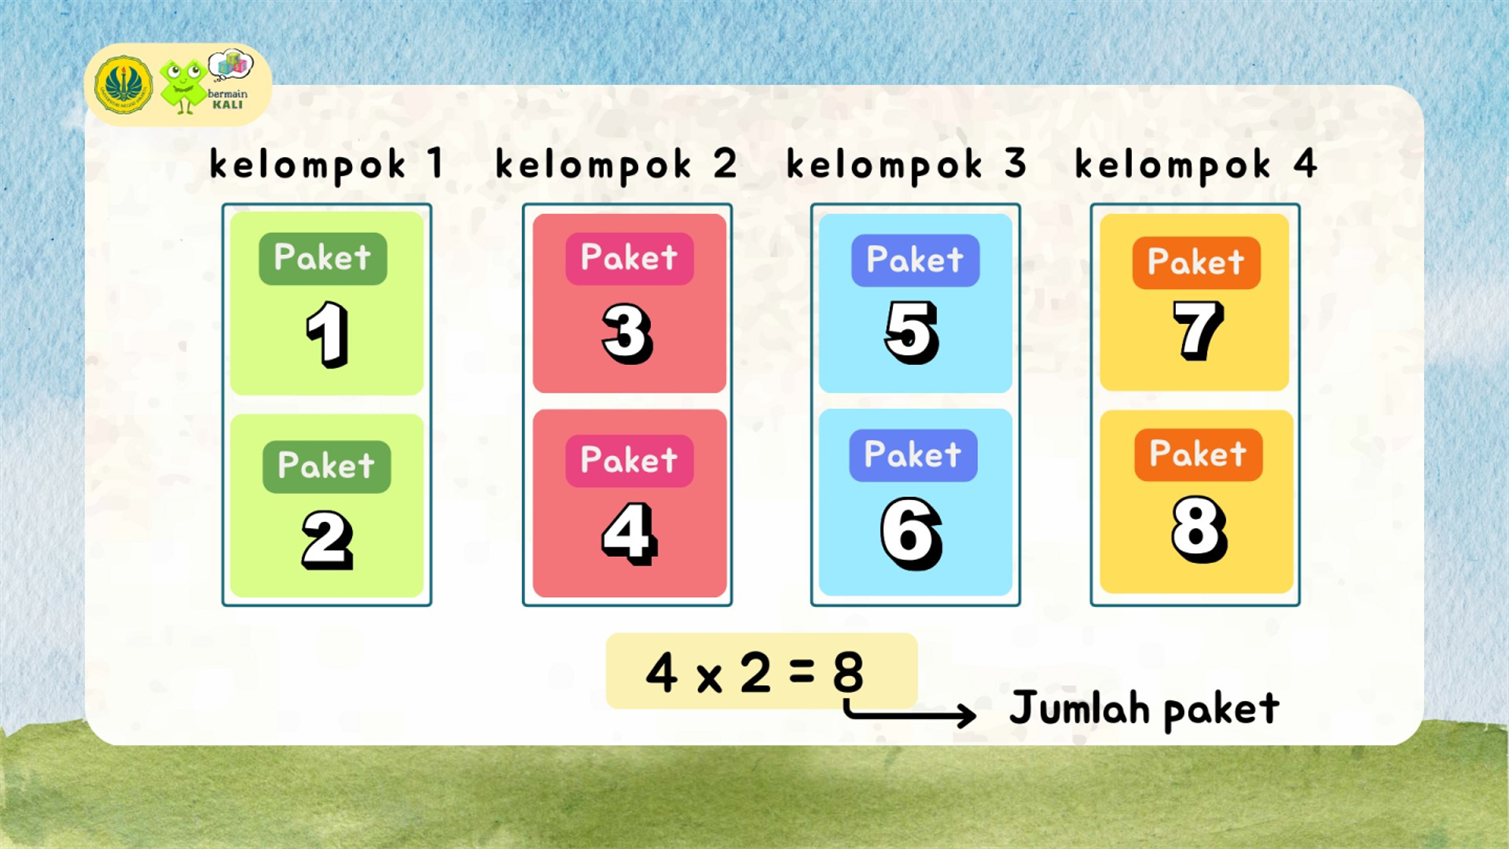 bermain
KALI
kelompok 1
kelompok 2
kelompok 3
kelompok 4
Paket
1
Paket
3
Paket
5
Paket
7
Paket
2
Paket
4
Paket
6
Paket
8
4 x 2 = 8
Jumlah paket